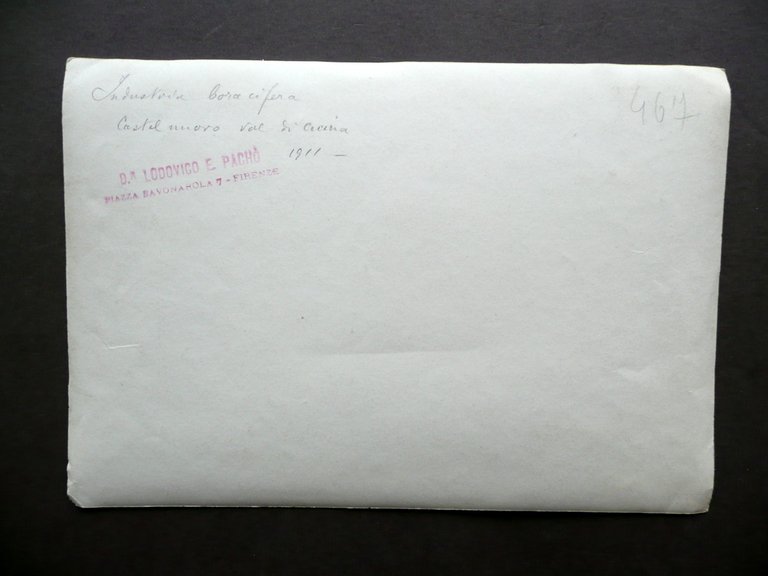 Industria boracifera
467
Castelnuovo val di Cecina
1911 -
D.R LODOVICO E. PACHÒ
PIAZZA SAVONAROLA 7 - FIRENZE